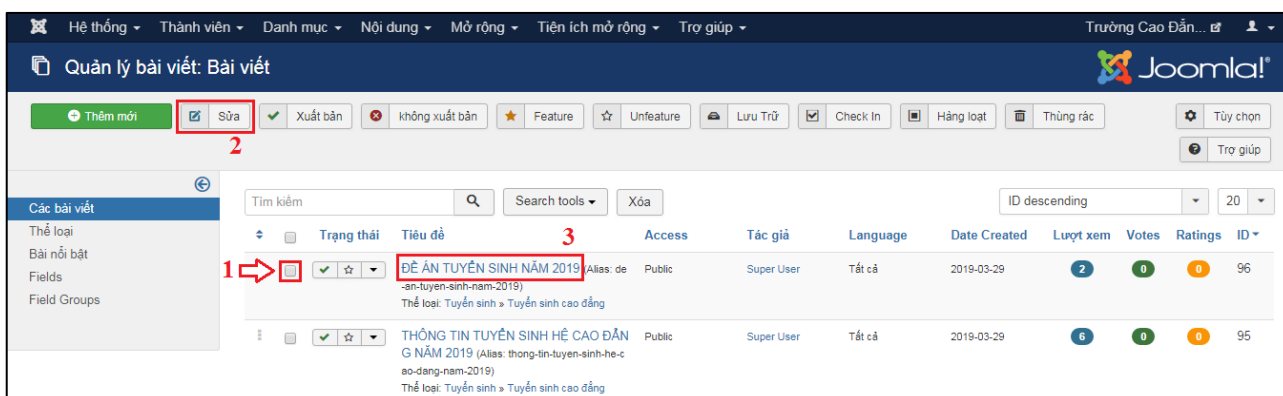 Hệ thống Thành viên Danh mục Nội dung Mở rộng Tiện ích mở rộng Trợ giúp Trường Cao Đẳn...
Quản lý bài viết: Bài viết Joomla!®
Thêm mới Sửa Xuất bản không xuất bản Feature Unfeature Lưu Trữ Check In Hàng loạt Thùng rác Tùy chọn
2 Trợ giúp
Các bài viết
Thể loại
Bài nổi bật
Fields
Field Groups
Tìm kiếm Search tools Xóa ID descending 20
Trạng thái Tiêu đề 3 Access Tác giả Language Date Created Lượt xem Votes Ratings ID
1 ĐỀ ÁN TUYỂN SINH NĂM 2019 (Alias: de Public Super User Tất cả 2019-03-29 2 0 0 96
-an-tuyen-sinh-nam-2019)
Thể loại: Tuyển sinh » Tuyển sinh cao đẳng
THÔNG TIN TUYỂN SINH HỆ CAO ĐẲN Public Super User Tất cả 2019-03-29 6 0 0 95
G NĂM 2019 (Alias: thong-tin-tuyen-sinh-he-c
ao-dang-nam-2019)
Thể loại: Tuyển sinh » Tuyển sinh cao đẳng